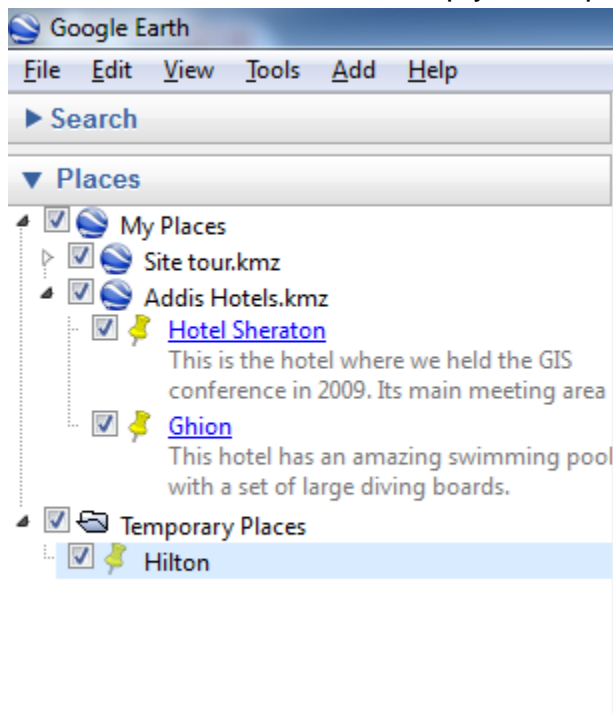 Google Earth
File Edit View Tools Add Help
Search
Places
My Places
Site tour.kmz
Addis Hotels.kmz
Hotel Sheraton
This is the hotel where we held the GIS
conference in 2009. Its main meeting area
Ghion
This hotel has an amazing swimming pool
with a set of large diving boards.
Temporary Places
Hilton